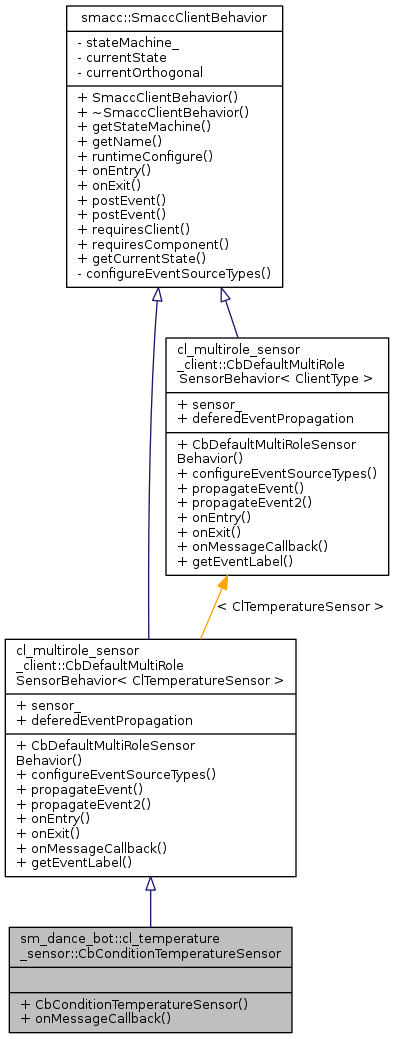 smacc::SmaccClientBehavior
- stateMachine_
- currentState
- currentOrthogonal
+ SmaccClientBehavior()
+ ~SmaccClientBehavior()
+ getStateMachine()
+ getName()
+ runtimeConfigure()
+ onEntry()
+ onExit()
+ postEvent()
+ postEvent()
+ requiresClient()
+ requiresComponent()
+ getCurrentState()
- configureEventSourceTypes()
cl_multirole_sensor
_client::CbDefaultMultiRole
SensorBehavior< ClientType >
+ sensor_
+ deferedEventPropagation
+ CbDefaultMultiRoleSensor
Behavior()
+ configureEventSourceTypes()
+ propagateEvent()
+ propagateEvent2()
+ onEntry()
+ onExit()
+ onMessageCallback()
+ getEventLabel()
< ClTemperatureSensor >
cl_multirole_sensor
_client::CbDefaultMultiRole
SensorBehavior< ClTemperatureSensor >
+ sensor_
+ deferedEventPropagation
+ CbDefaultMultiRoleSensor
Behavior()
+ configureEventSourceTypes()
+ propagateEvent()
+ propagateEvent2()
+ onEntry()
+ onExit()
+ onMessageCallback()
+ getEventLabel()
sm_dance_bot::cl_temperature
_sensor::CbConditionTemperatureSensor
+ CbConditionTemperatureSensor()
+ onMessageCallback()